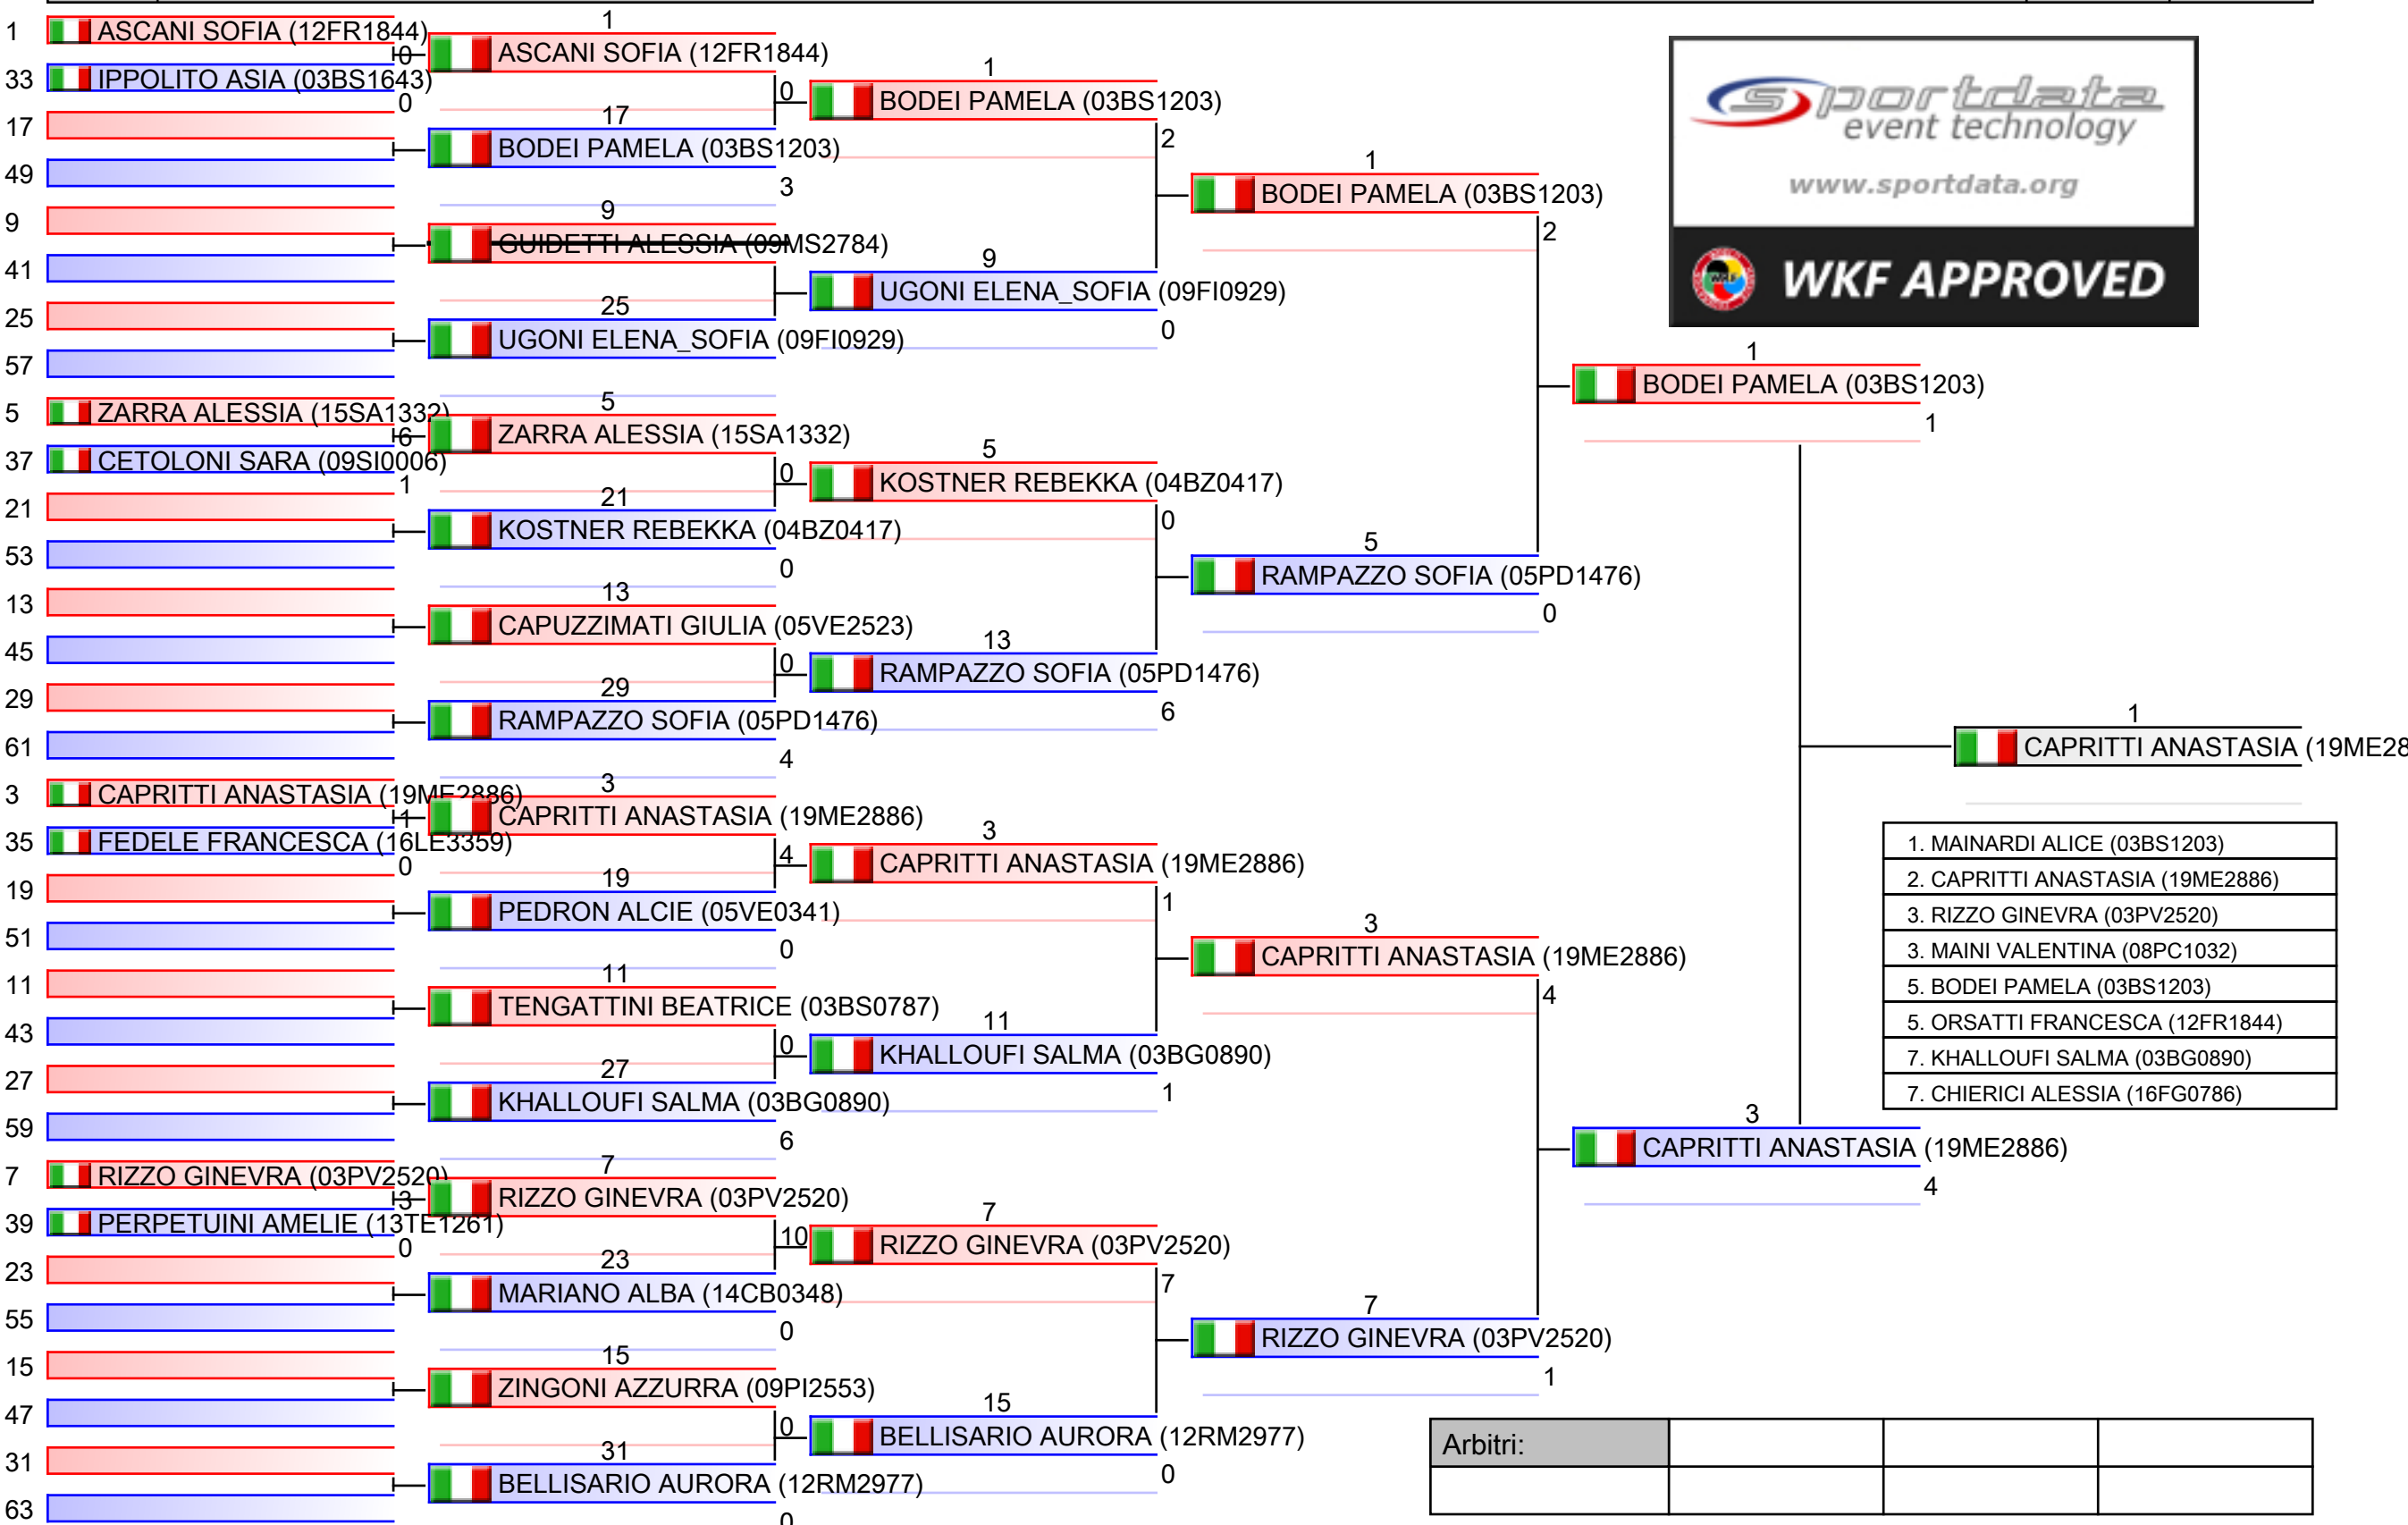 1 ASCANI SOFIA (12FR1844)
0
33 IPPOLITO ASIA (03BS1643)
0
17
49
9
41
25
57
5 ZARRA ALESSIA (15SA1332)
6
37 CETOLONI SARA (09SI0006)
1
21
53
13
45
29
61
3 CAPRITTI ANASTASIA (19ME2886)
1
35 FEDELE FRANCESCA (16LE3359)
0
19
51
11
43
27
59
7 RIZZO GINEVRA (03PV2520)
3
39 PERPETUINI AMELIE (13TE1261)
0
23
55
15
47
31
63
1
ASCANI SOFIA (12FR1844)
0
17
BODEI PAMELA (03BS1203)
3
9
GUIDETTI ALESSIA (09MS2784)
25
UGONI ELENA_SOFIA (09FI0929)
5
ZARRA ALESSIA (15SA1332)
0
21
KOSTNER REBEKKA (04BZ0417)
0
13
CAPUZZIMATI GIULIA (05VE2523)
0
29
RAMPAZZO SOFIA (05PD1476)
4
3
CAPRITTI ANASTASIA (19ME2886)
4
19
PEDRON ALCIE (05VE0341)
0
11
TENGATTINI BEATRICE (03BS0787)
0
27
KHALLOUFI SALMA (03BG0890)
6
7
RIZZO GINEVRA (03PV2520)
10
23
MARIANO ALBA (14CB0348)
0
15
ZINGONI AZZURRA (09PI2553)
0
31
BELLISARIO AURORA (12RM2977)
0
1
BODEI PAMELA (03BS1203)
2
9
UGONI ELENA_SOFIA (09FI0929)
0
5
KOSTNER REBEKKA (04BZ0417)
0
13
RAMPAZZO SOFIA (05PD1476)
6
3
CAPRITTI ANASTASIA (19ME2886)
1
11
KHALLOUFI SALMA (03BG0890)
1
7
RIZZO GINEVRA (03PV2520)
7
15
BELLISARIO AURORA (12RM2977)
0
1
BODEI PAMELA (03BS1203)
2
5
RAMPAZZO SOFIA (05PD1476)
0
3
CAPRITTI ANASTASIA (19ME2886)
4
7
RIZZO GINEVRA (03PV2520)
1
1
BODEI PAMELA (03BS1203)
1
3
CAPRITTI ANASTASIA (19ME2886)
4
1
CAPRITTI ANASTASIA (19ME28
sportdata
event technology
www.sportdata.org
WKF
WKF APPROVED
1. MAINARDI ALICE (03BS1203)
2. CAPRITTI ANASTASIA (19ME2886)
3. RIZZO GINEVRA (03PV2520)
3. MAINI VALENTINA (08PC1032)
5. BODEI PAMELA (03BS1203)
5. ORSATTI FRANCESCA (12FR1844)
7. KHALLOUFI SALMA (03BG0890)
7. CHIERICI ALESSIA (16FG0786)
Arbitri: